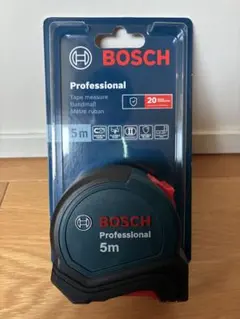 BOSCH
Professional
Tape measure
Bandmaß
Mètre ruban
20
5m
BOSCH
Professional
5m